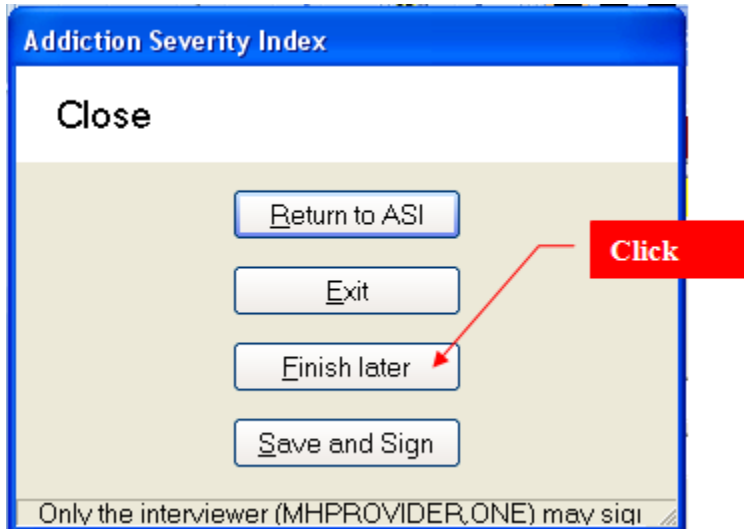 Addiction Severity Index
Close
Return to ASI
Click
Exit
Finish later
Save and Sign
Only the interviewer (MHPROVIDER,ONE) may